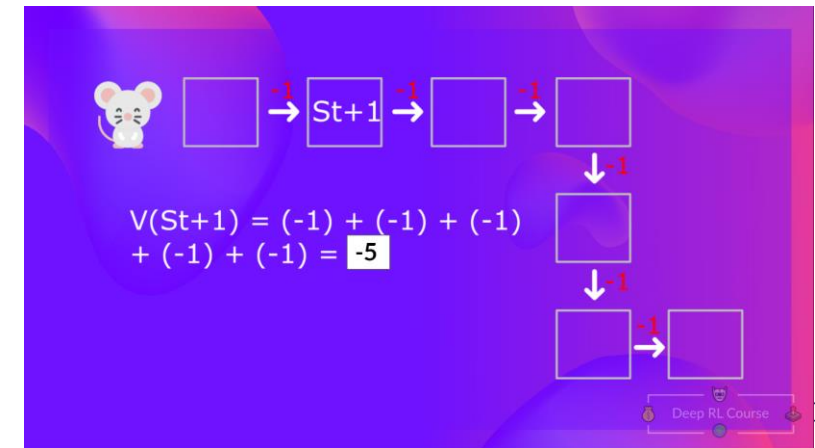 -1 -1 -1
St+1
-1
V(St+1) = (-1) + (-1) + (-1)
+ (-1) + (-1) = -5
-1
-1
Deep RL Course